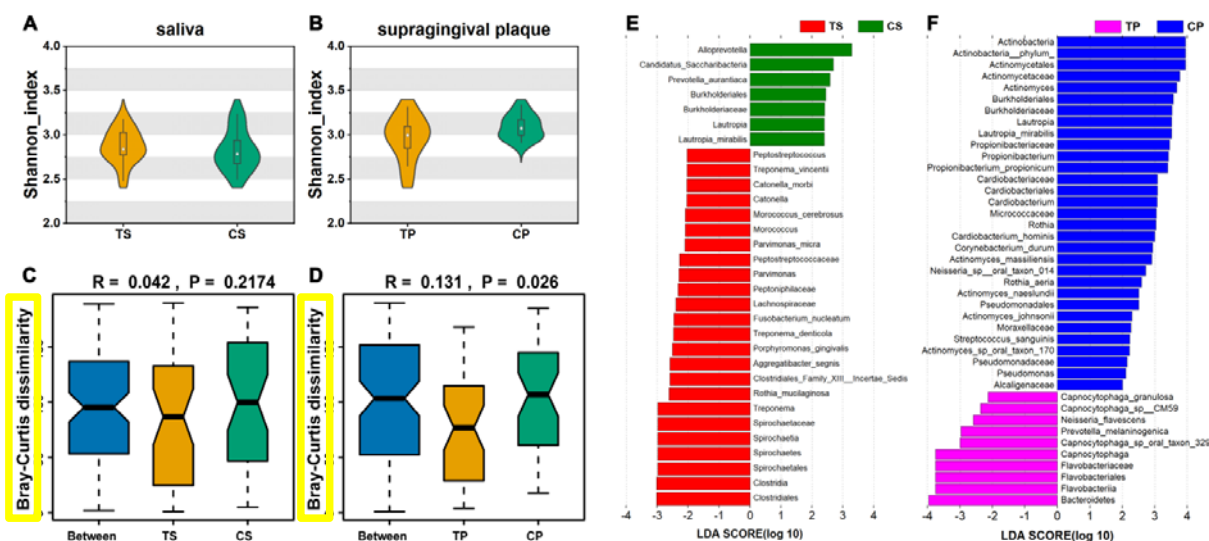 A
saliva
Shannon_index
4.0
3.5
3.0
2.5
2.0
TS
CS
B
supragingival plaque
Shannon_index
4.0
3.5
3.0
2.5
2.0
TP
CP
C
R = 0.042 , P = 0.2174
Bray-Curtis dissimilarity
Between
TS
CS
D
R = 0.131 , P = 0.026
Bray-Curtis dissimilarity
Between
TP
CP
E
TS
CS
Alloprevotella
Candidatus_Saccharibacteria
Prevotella_aurantiaca
Burkholderiales
Burkholderiaceae
Lautropia
Lautropia_mirabilis
Peptostreptococcus
Treponema_vincentii
Catonella_morbi
Catonella
Morococcus_cerebrosus
Morococcus
Parvimonas_micra
Peptostreptococcaceae
Parvimonas
Peptoniphilaceae
Lachnospiraceae
Fusobacterium_nucleatum
Treponema_denticola
Porphyromonas_gingivalis
Aggregatibacter_segnis
Clostridiales_Family_XIII__Incertae_Sedis
Rothia_mucilaginosa
Treponema
Spirochaetaceae
Spirochaetia
Spirochaetes
Spirochaetales
Clostridia
Clostridiales
-4 -3 -2 -1 0 1 2 3 4
LDA SCORE(log 10)
F
TP
CP
Actinobacteria
Actinobacteria__phylum_
Actinomycetales
Actinomycetaceae
Actinomyces
Burkholderiales
Burkholderiaceae
Lautropia
Lautropia_mirabilis
Propionibacteriaceae
Propionibacterium
Propionibacterium_propionicum
Cardiobacteriaceae
Cardiobacteriales
Cardiobacterium
Micrococcaceae
Rothia
Cardiobacterium_hominis
Corynebacterium_durum
Actinomyces_massiliensis
Neisseria_sp__oral_taxon_014
Rothia_aeria
Actinomyces_naeslundii
Pseudomonadales
Actinomyces_johnsonii
Moraxellaceae
Streptococcus_sanguinis
Actinomyces_sp_oral_taxon_170
Pseudomonadaceae
Pseudomonas
Alcaligenaceae
Capnocytophaga_granulosa
Capnocytophaga_sp__CM59
Neisseria_flavescens
Prevotella_melaninogenica
Capnocytophaga_sp_oral_taxon_329
Capnocytophaga
Flavobacteriaceae
Flavobacteriales
Flavobacteriia
Bacteroidetes
-4 -3 -2 -1 0 1 2 3 4
LDA SCORE(log 10)